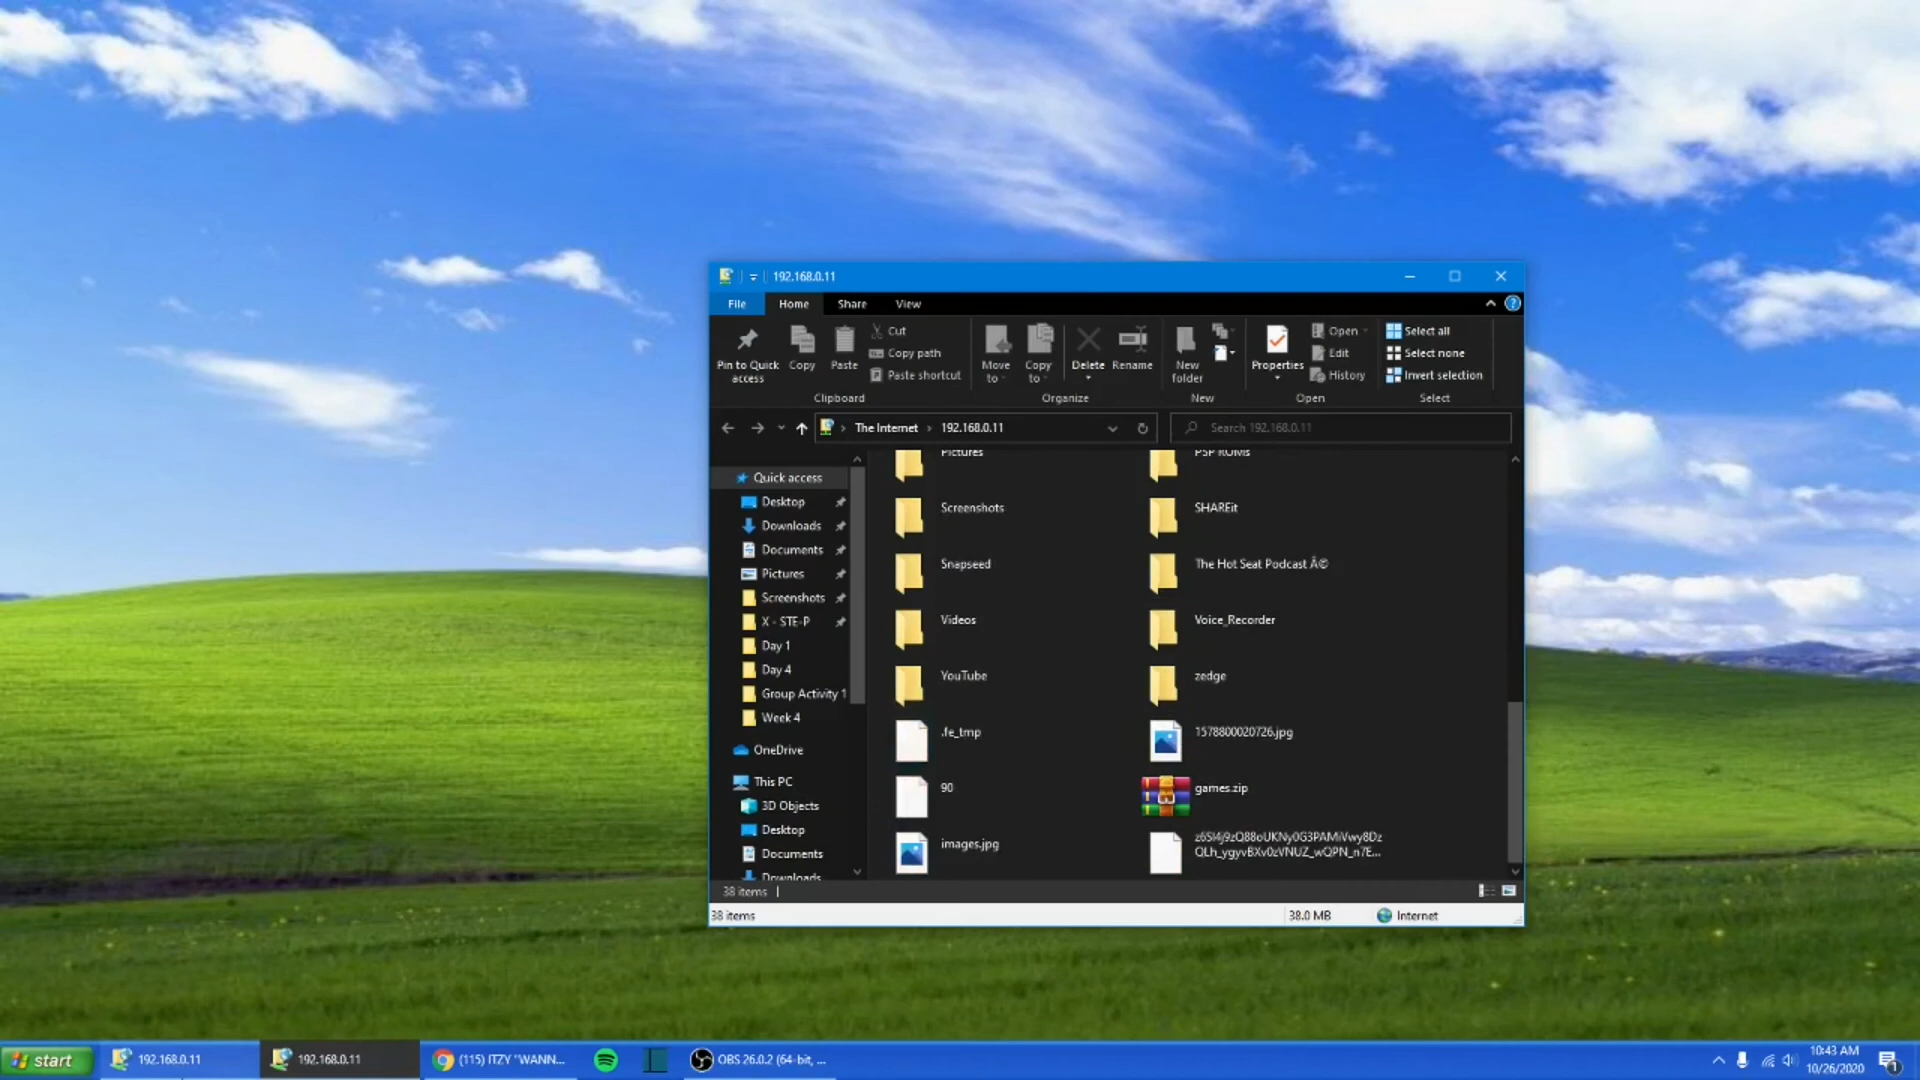 192.168.0.11
File
Home
Share
View
Pin to Quick
access
Copy
Paste
Cut
Copy path
Paste shortcut
Clipboard
Move
to
Copy
to
Delete
Rename
Organize
New
folder
New
Properties
Open
Edit
History
Open
Select all
Select none
Invert selection
Select
The Internet
192.168.0.11
Search 192.168.0.11
Quick access
Desktop
Downloads
Documents
Pictures
Screenshots
X - STE-P
Day 1
Day 4
Group Activity 1
Week 4
OneDrive
This PC
3D Objects
Desktop
Documents
Downloads
Pictures
PSP ROMs
Screenshots
SHAREit
Snapseed
The Hot Seat Podcast Â©
Videos
Voice_Recorder
YouTube
zedge
.fe_tmp
1578800020726.jpg
90
games.zip
images.jpg
38 items
38 items
38.0 MB
Internet
start
192.168.0.11
192.168.0.11
(115) ITZY "WANN...
OBS 26.0.2 (64-bit, ...
10:43 AM
10/26/2020
1